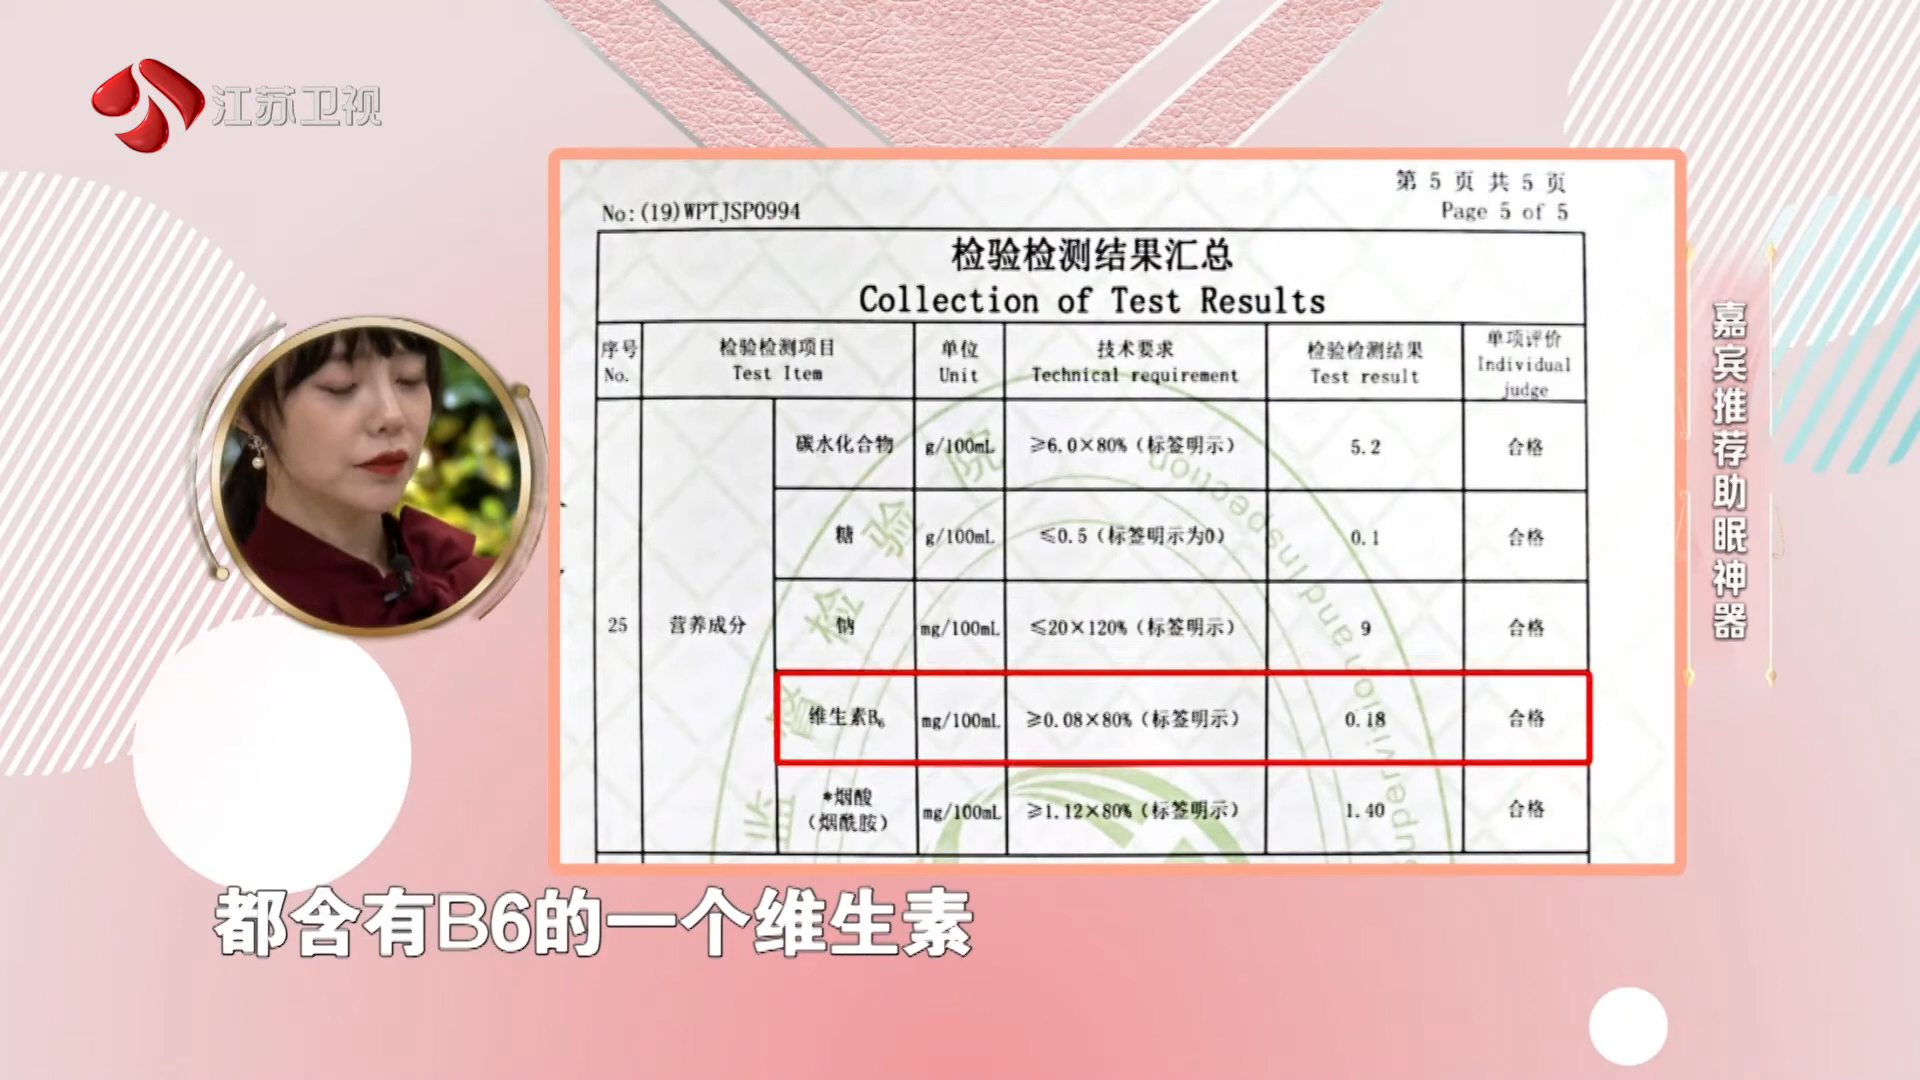 江苏卫视
第 5 页 共 5 页
No:(19)WPTJSP0994
Page 5 of 5
检验检测结果汇总
Collection of Test Results
序号 检验检测项目 单位 技术要求 检验检测结果 单项评价
No. Test Item Unit Technical requirement Test result Individual judge
碳水化合物 g/100mL ≥6.0×80%(标签明示) 5.2 合格
糖 g/100mL ≤0.5(标签明示为0) 0.1 合格
25 营养成分 钠 mg/100mL ≤20×120%(标签明示) 9 合格
维生素B₆ mg/100mL ≥0.08×80%(标签明示) 0.18 合格
*烟酸
(烟酰胺) mg/100mL ≥1.12×80%(标签明示) 1.40 合格
监督检验院
嘉宾推荐助眠神器
都含有B6的一个维生素